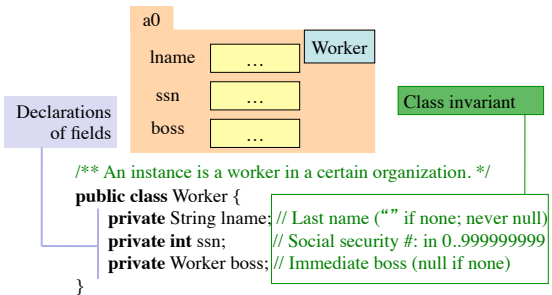 a0
Worker
lname
...
ssn
...
boss
...
Declarations
of fields
Class invariant
/** An instance is a worker in a certain organization. */
public class Worker {
private String lname; // Last name (“” if none; never null)
private int ssn; // Social security #: in 0..999999999
private Worker boss; // Immediate boss (null if none)
}